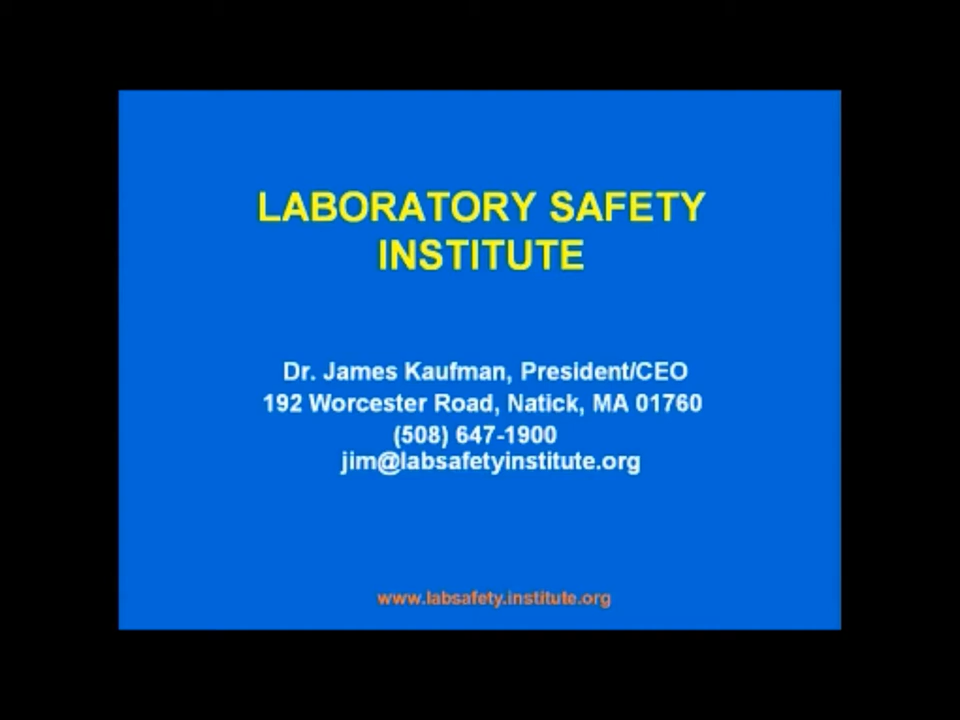 LABORATORY SAFETY
INSTITUTE
Dr. James Kaufman, President/CEO
192 Worcester Road, Natick, MA 01760
(508) 647-1900
jim@labsafetyinstitute.org
www.labsafety.institute.org